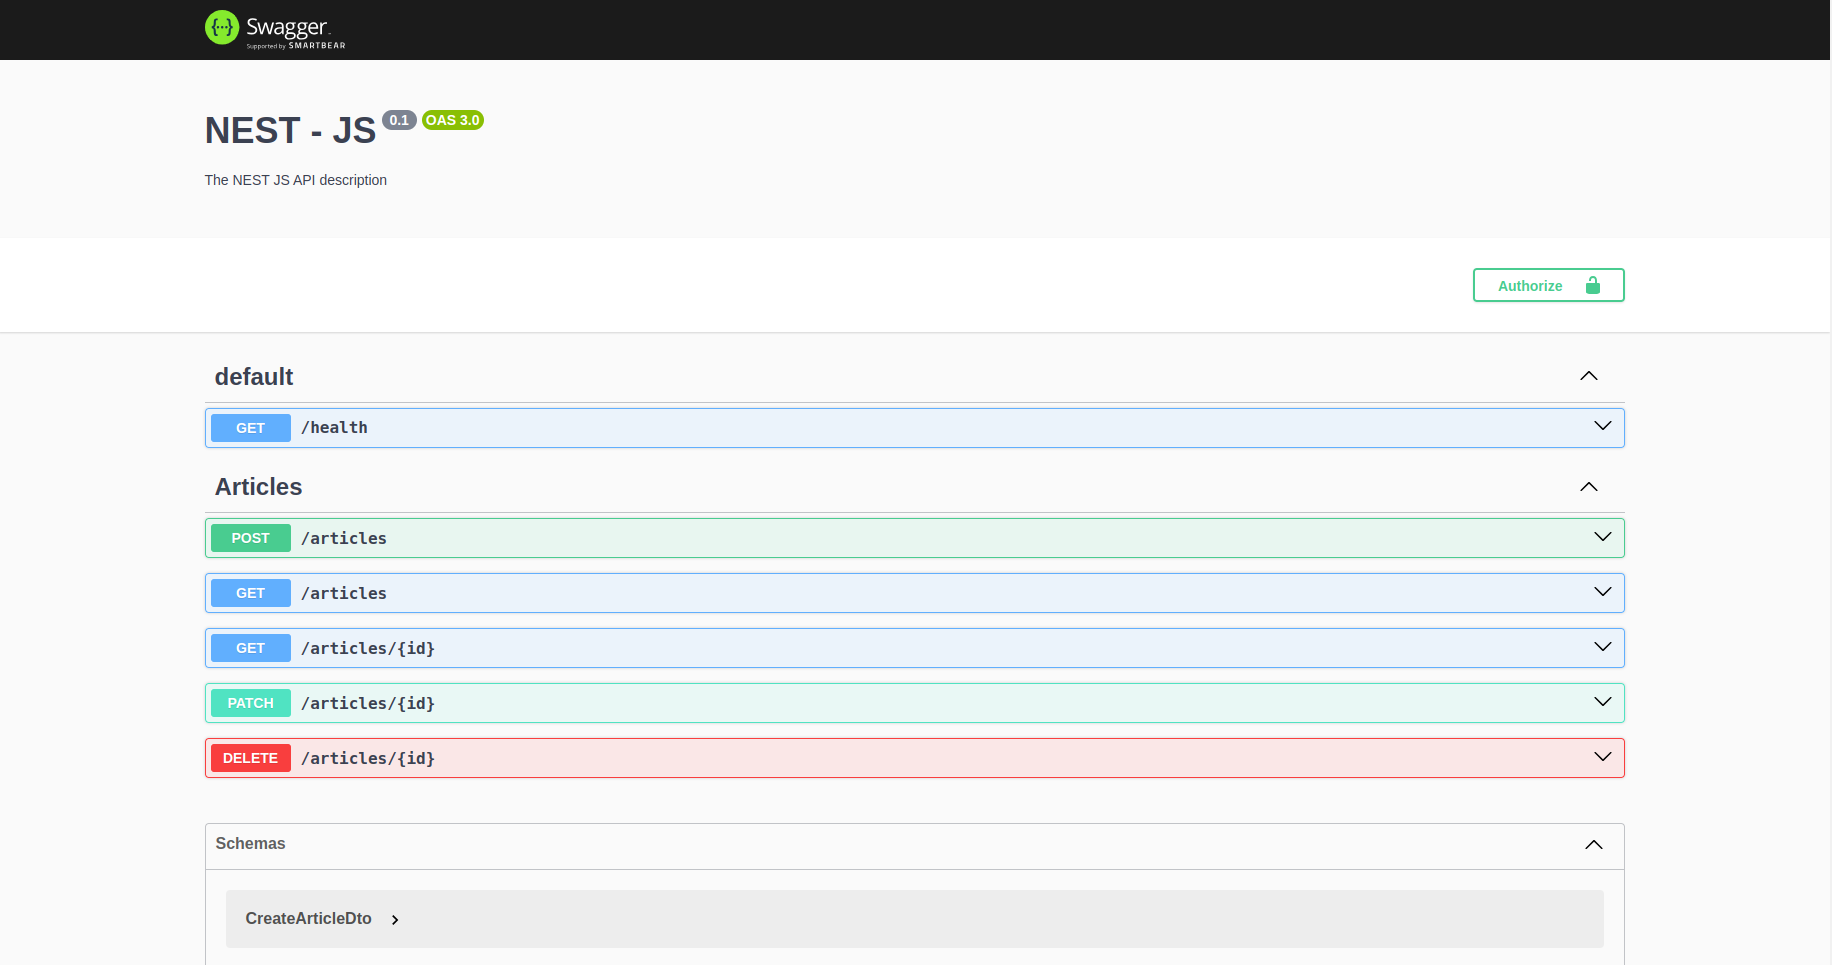 {···} Swagger
Supported by SMARTBEAR
NEST - JS 0.1 OAS 3.0
The NEST JS API description
Authorize
default
GET /health
Articles
POST /articles
GET /articles
GET /articles/{id}
PATCH /articles/{id}
DELETE /articles/{id}
Schemas
CreateArticleDto